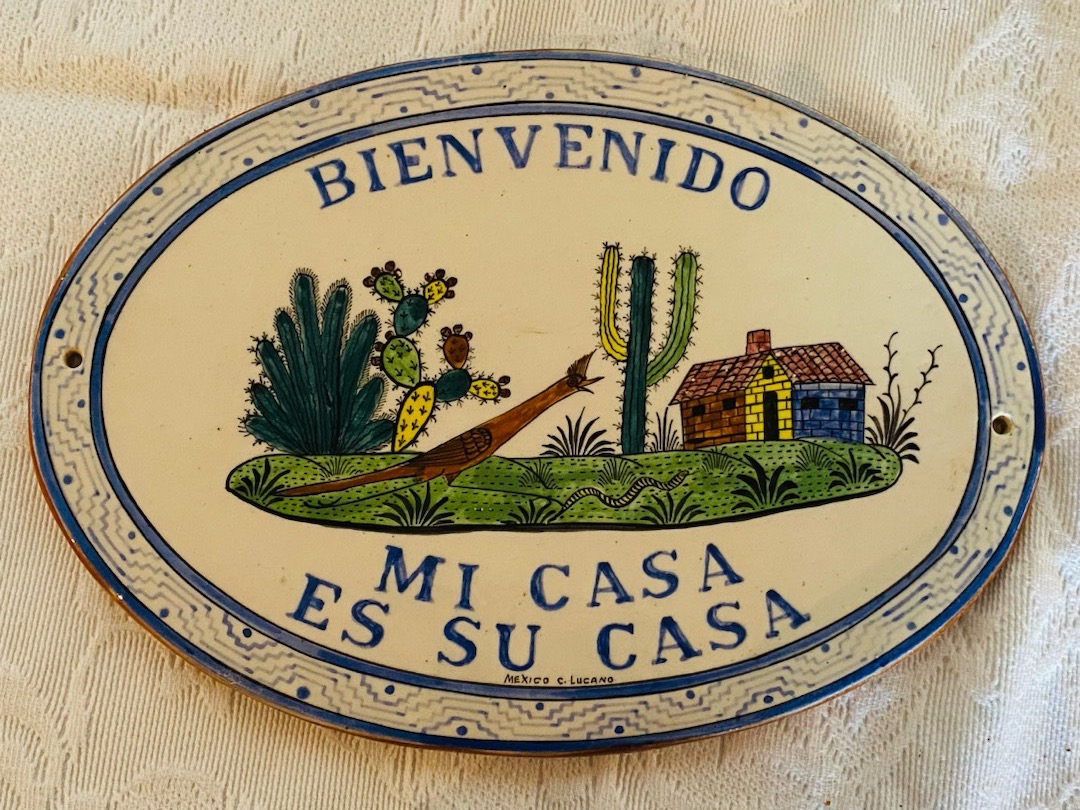 BIENVENIDO
MI CASA
ES SU CASA
MEXICO C. LUCANO